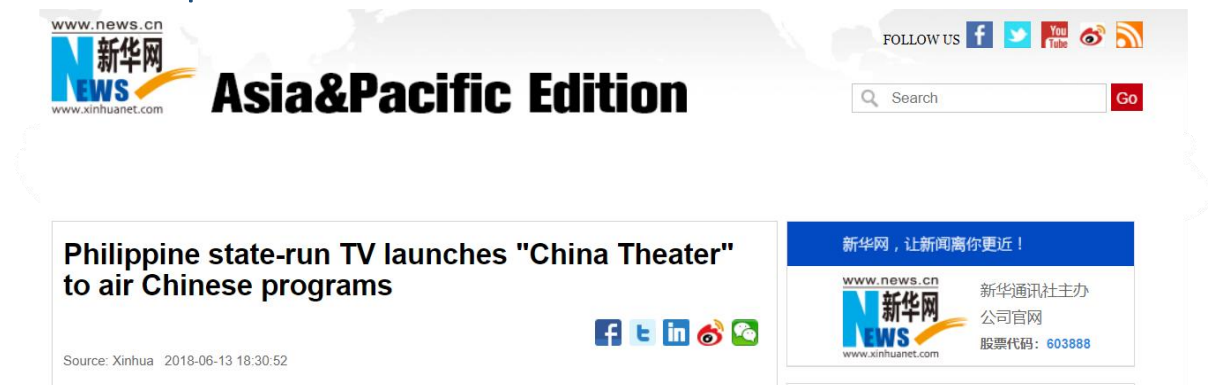 www.news.cn
新华网
NEWS
www.xinhuanet.com
Asia&Pacific Edition
FOLLOW US
You
Tube
Search
Go
Philippine state-run TV launches "China Theater"
to air Chinese programs
Source: Xinhua 2018-06-13 18:30:52
新华网，让新闻离你更近！
www.news.cn
新华网
NEWS
www.xinhuanet.com
新华通讯社主办
公司官网
股票代码：603888